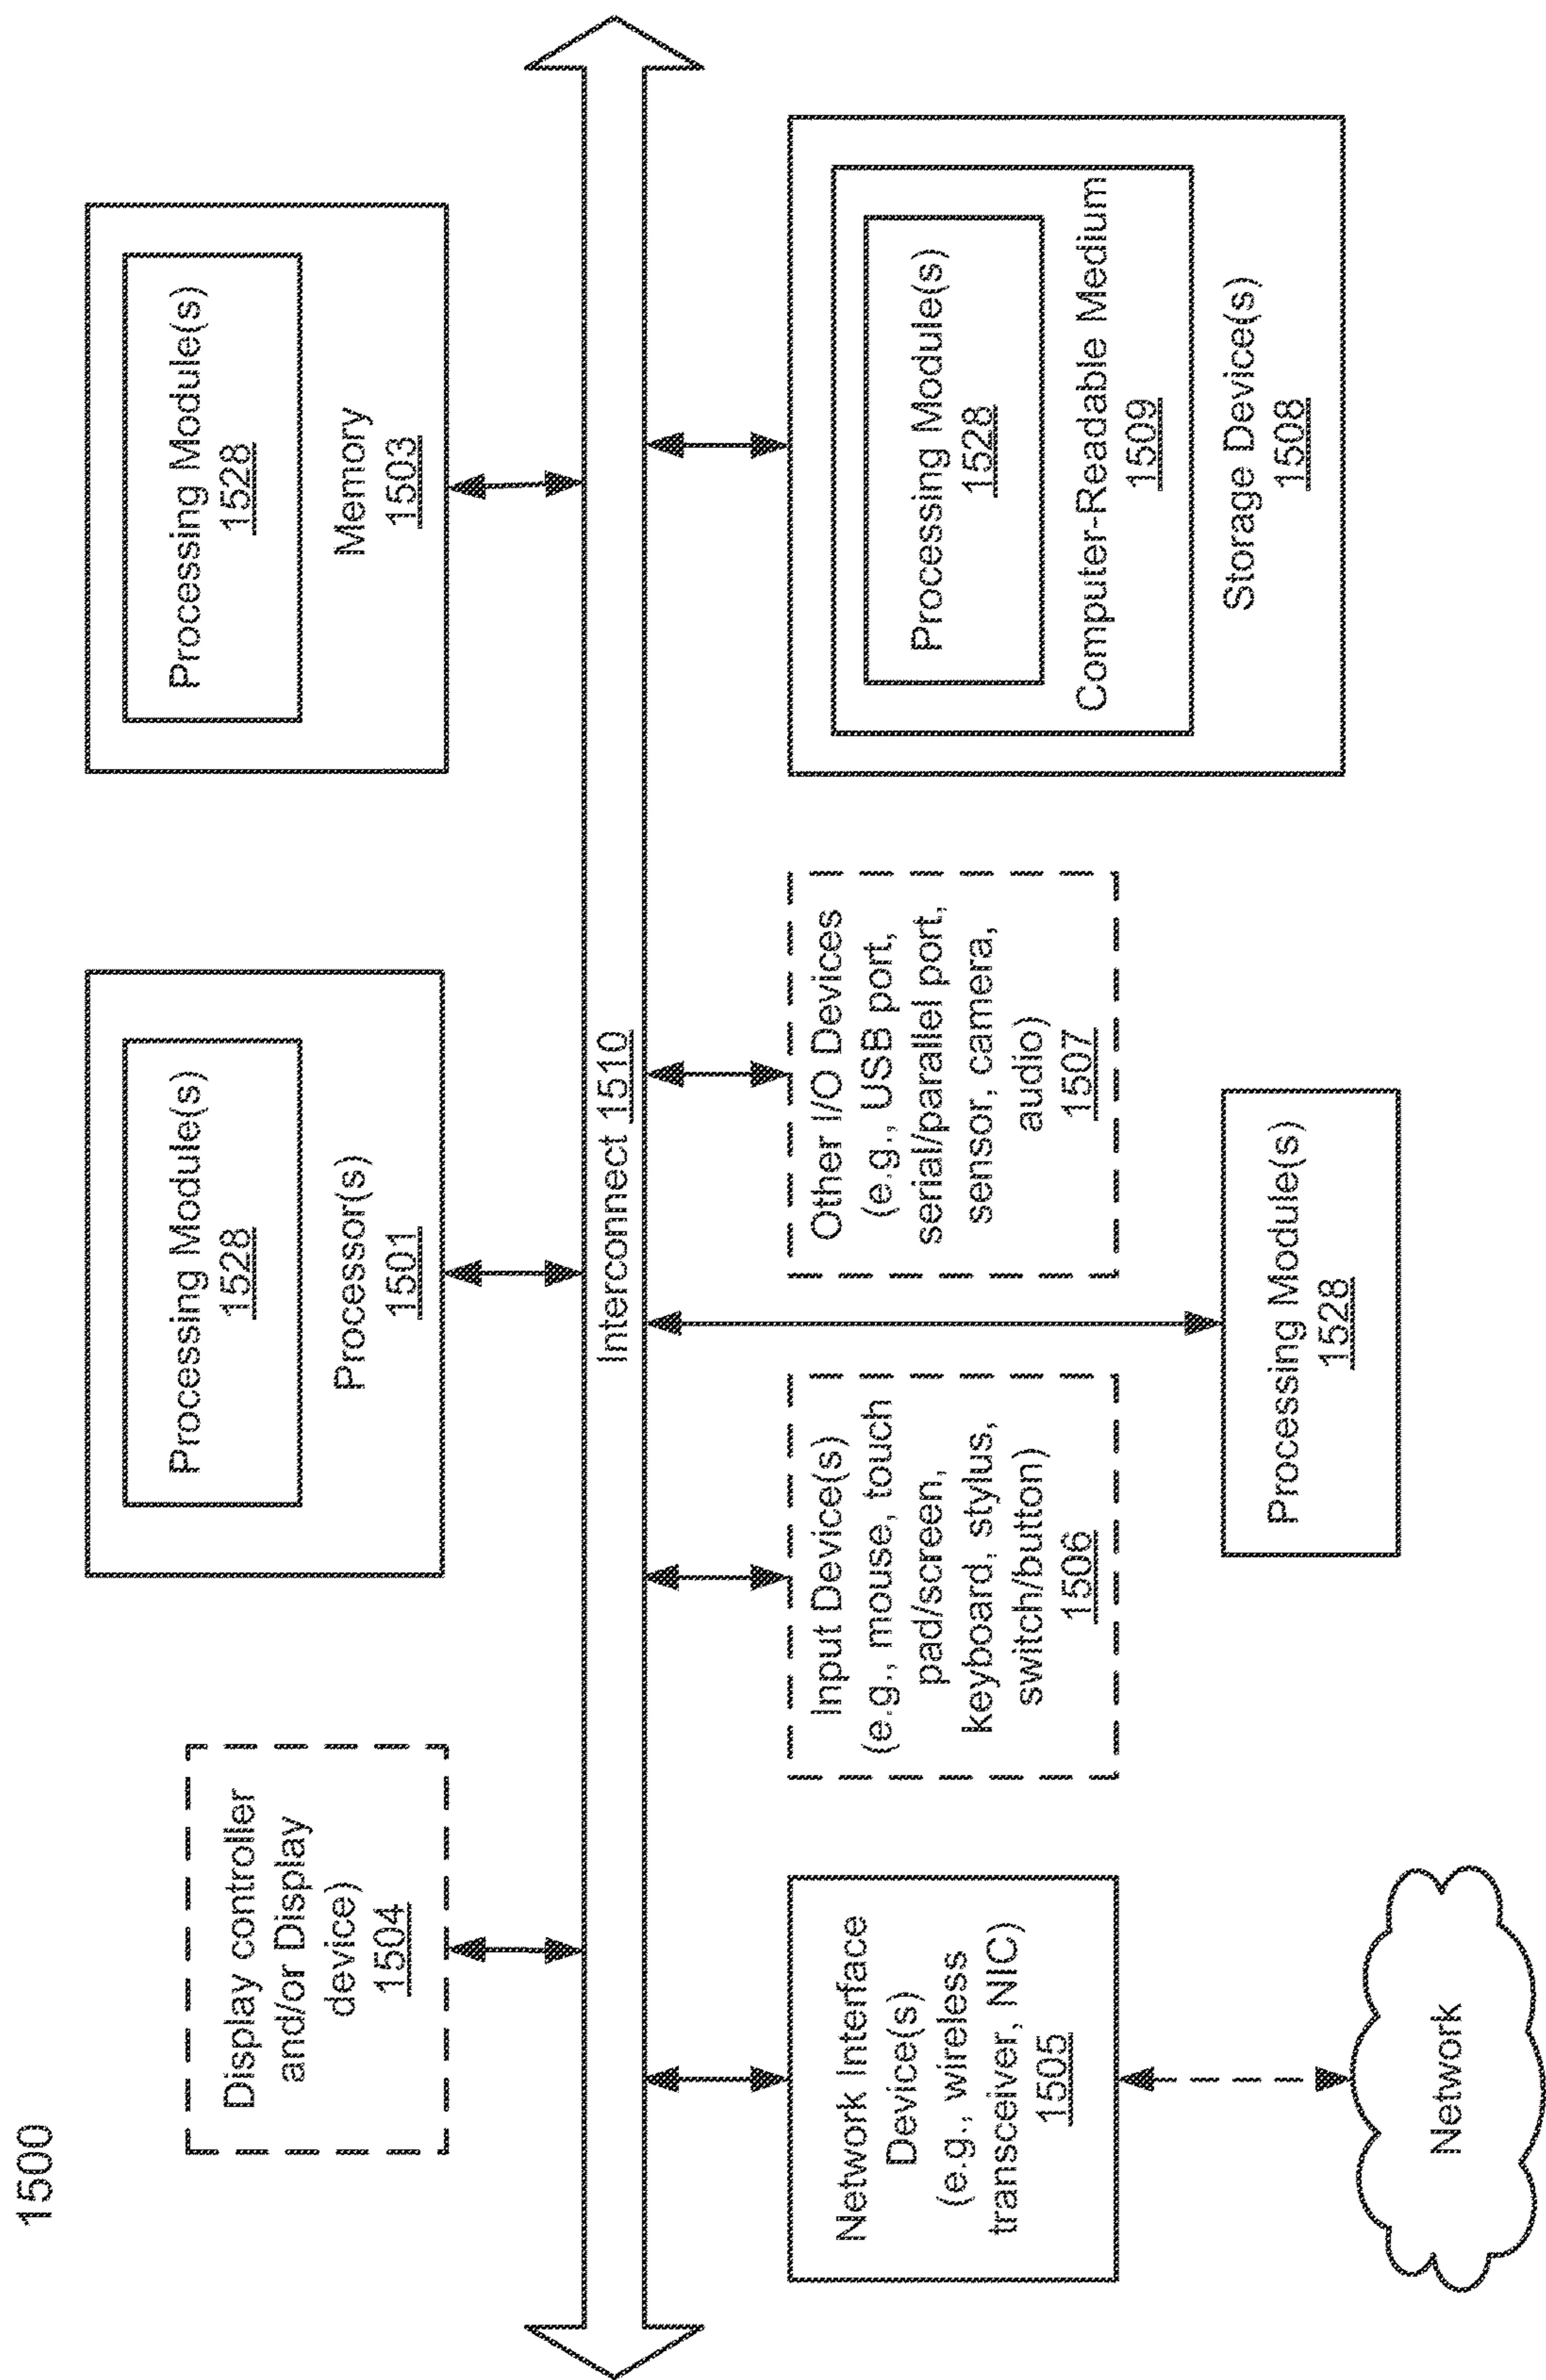 1500
Display controller
and/or Display
device)
1504
Processing Module(s)
1528
Processor(s)
1501
Processing Module(s)
1528
Memory
1503
Interconnect 1510
Network Interface
Device(s)
(e.g., wireless
transceiver, NIC)
1505
Input Device(s)
(e.g., mouse, touch
pad/screen,
keyboard, stylus,
switch/button)
1506
Other I/O Devices
(e.g., USB port,
serial/parallel port,
sensor, camera,
audio)
1507
Processing Module(s)
1528
Computer-Readable Medium
1509
Storage Device(s)
1508
Processing Module(s)
1528
Network